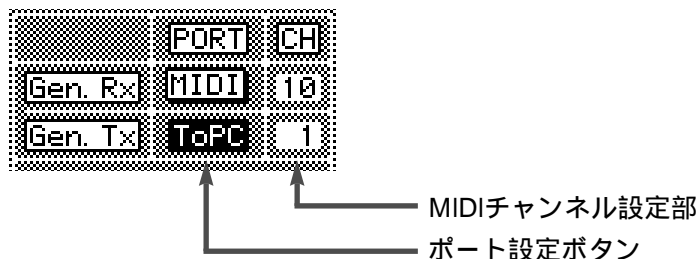 PORT CH
Gen. Rx MIDI 10
Gen. Tx ToPC 1
MIDIチャンネル設定部
ポート設定ボタン